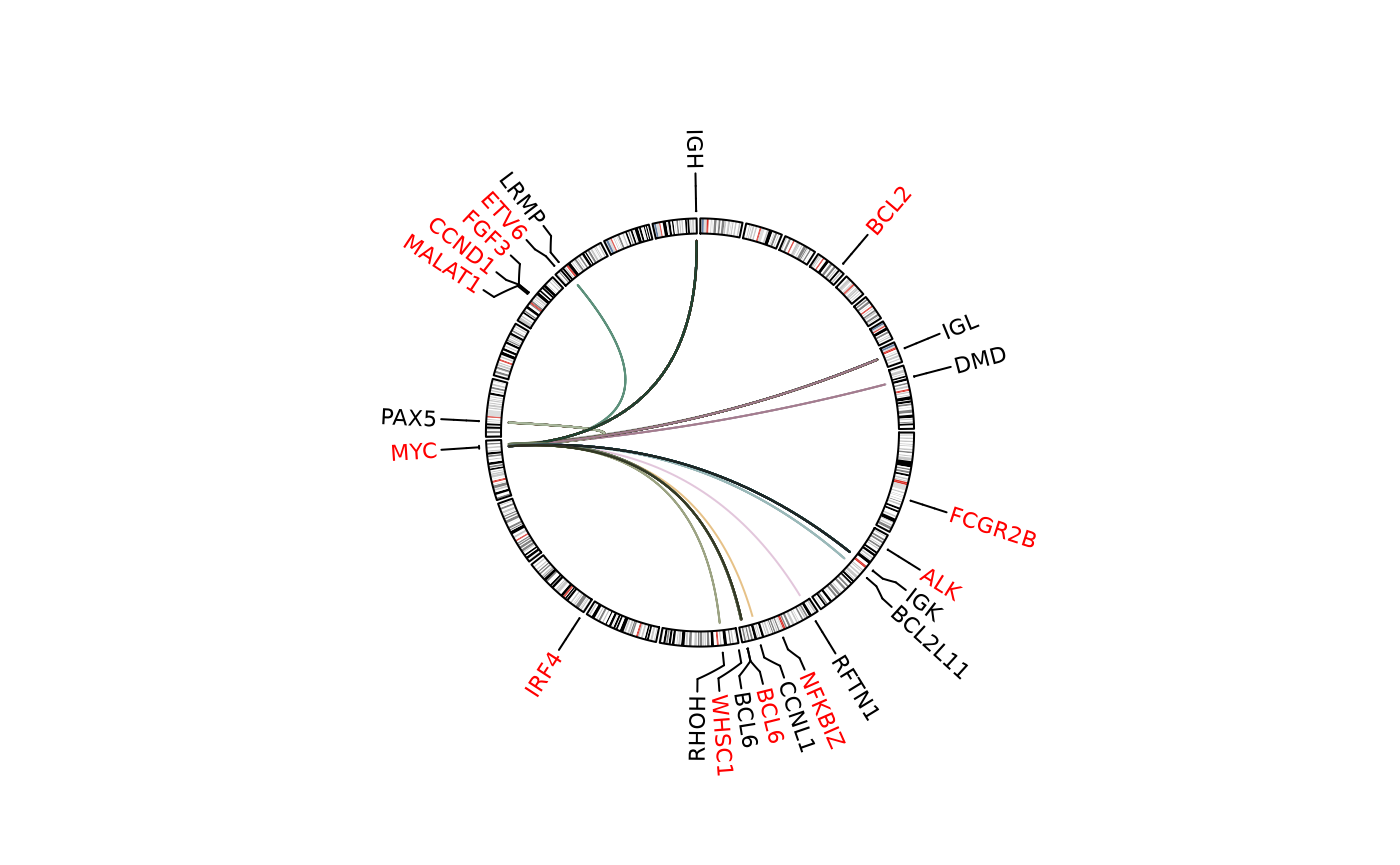 IGH
BCL2
IGL
DMD
FCGR2B
ALK
IGK
BCL2L11
RFTN1
NFKBIZ
CCNL1
BCL6
BCL6
WHSC1
RHOH
IRF4
MYC
PAX5
MALAT1
CCND1
FGF3
ETV6
LRMP